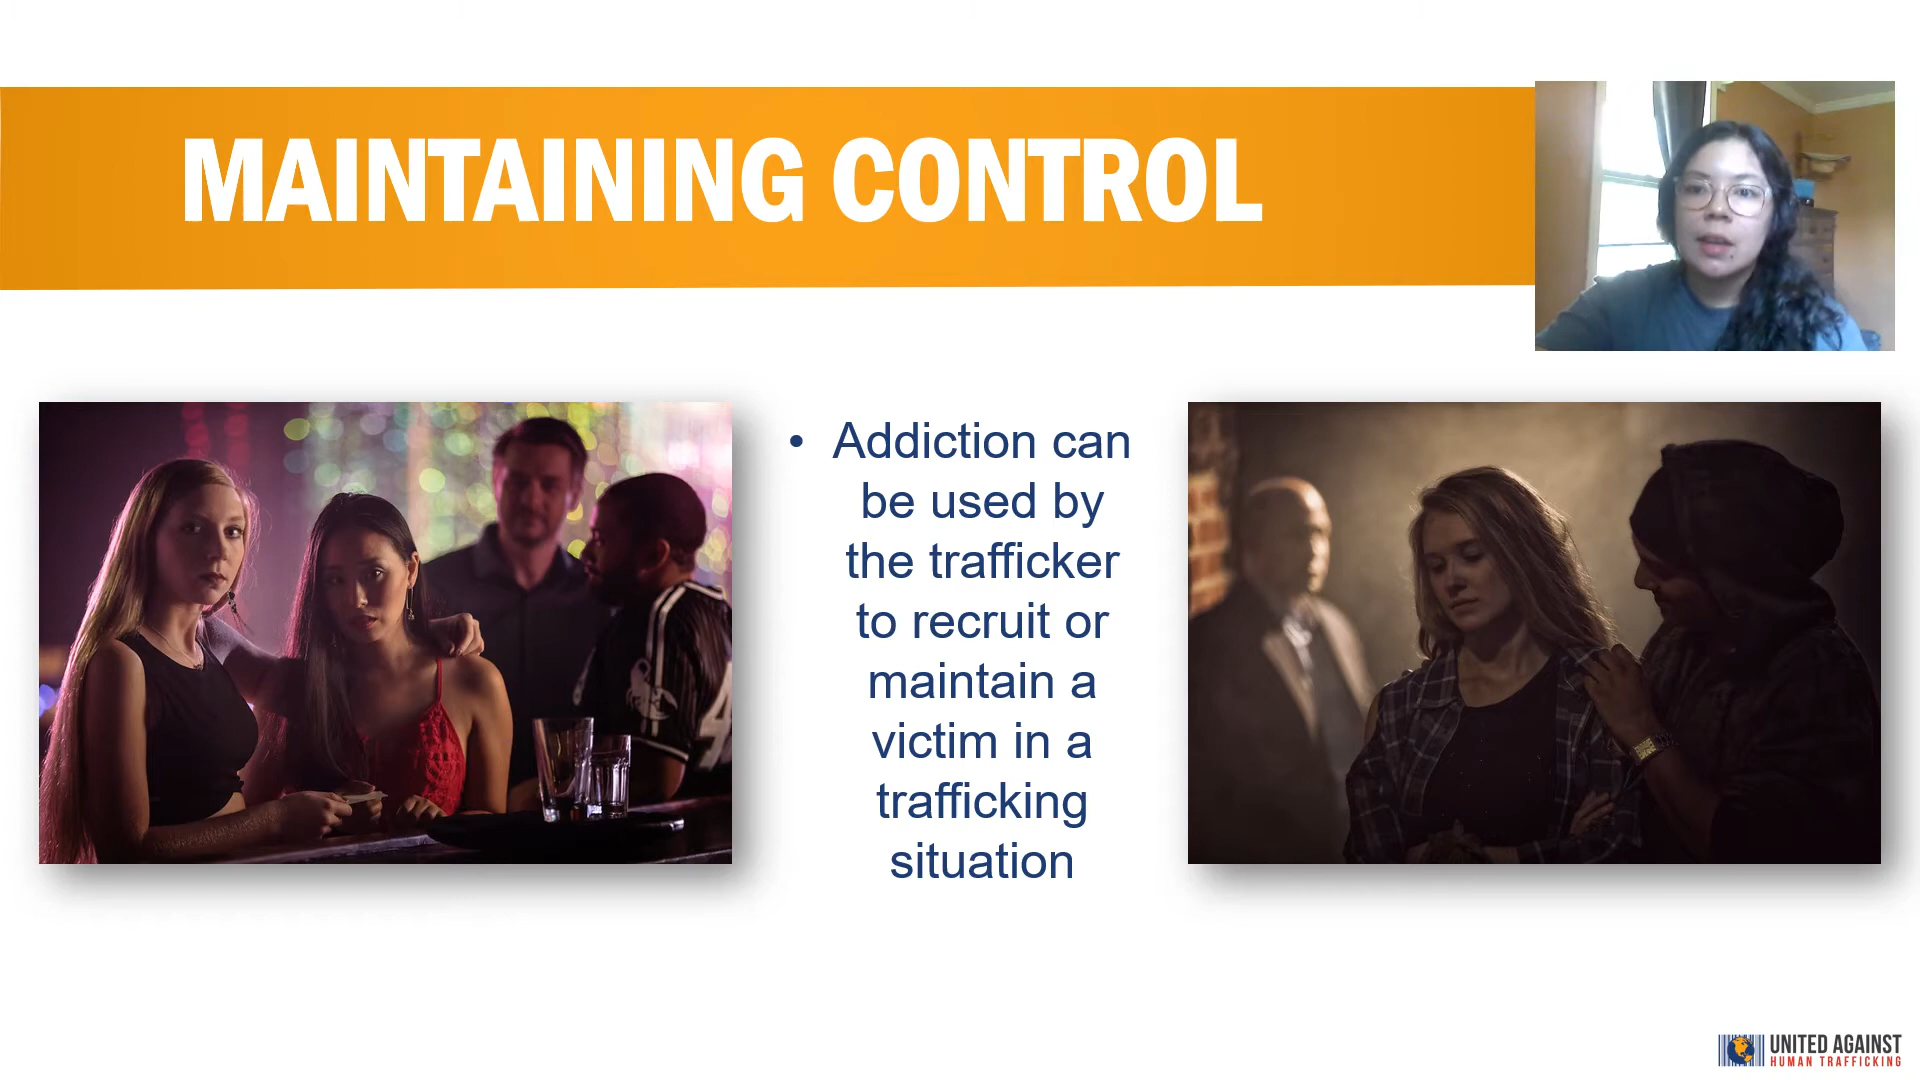 MAINTAINING CONTROL
• Addiction can
be used by
the trafficker
to recruit or
maintain a
victim in a
trafficking
situation
UNITED AGAINST
HUMAN TRAFFICKING